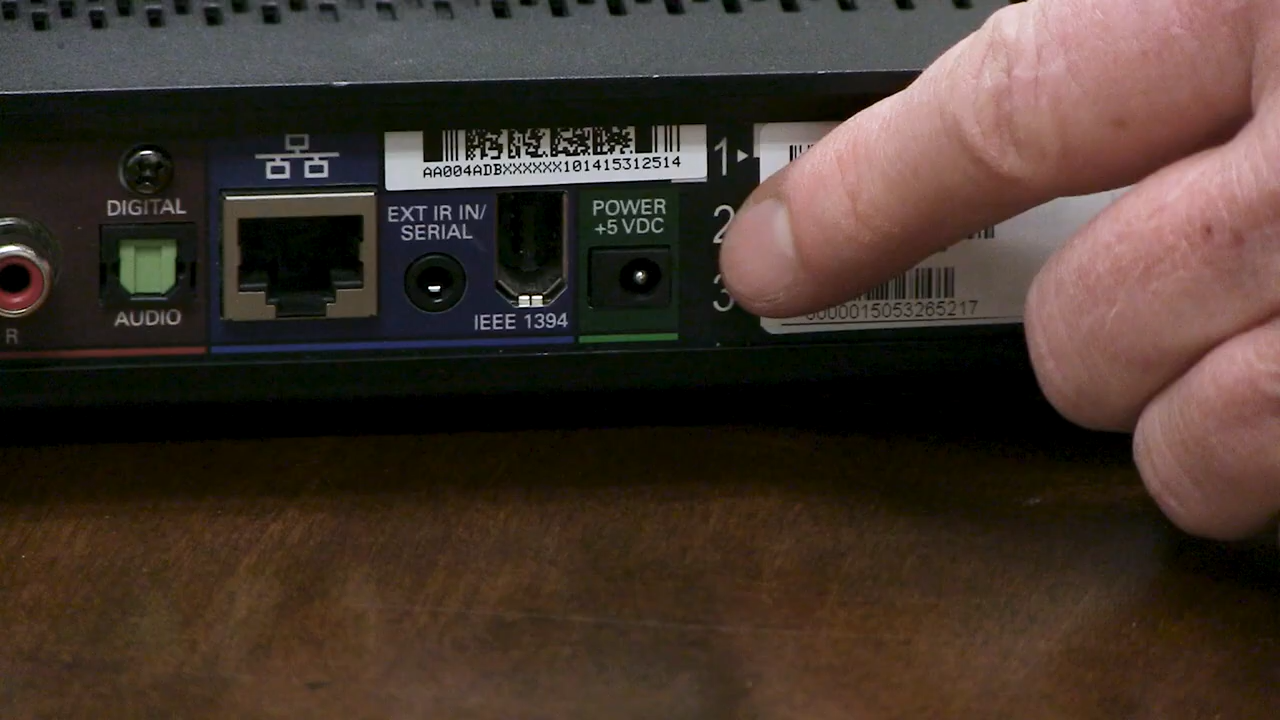 R
DIGITAL
AUDIO
AA004ADBXXXXXX101415312514
EXT IR IN/
SERIAL
IEEE 1394
POWER
+5 VDC
1
2
3
000015053265217